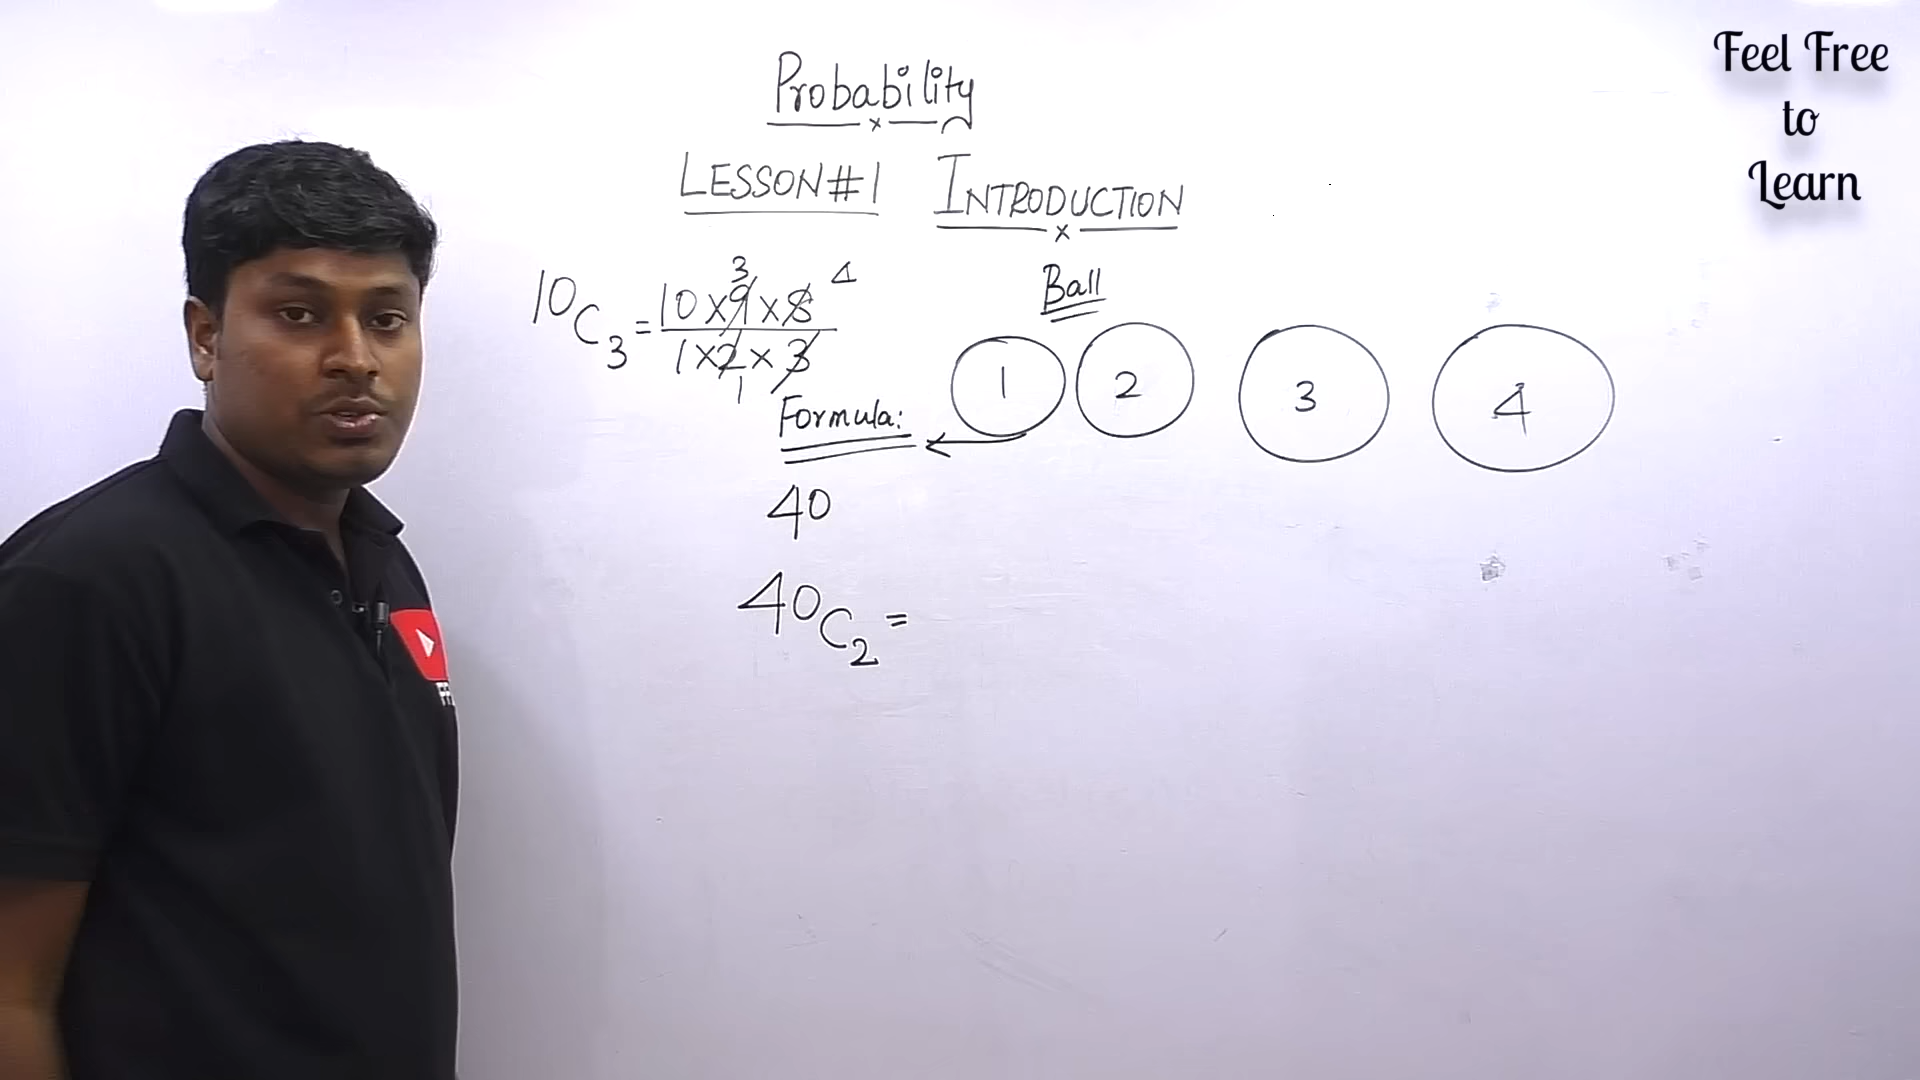 Feel Free
to
Learn
Probability
LESSON#1 INTRODUCTION
10C3 = 10 × 9 × 8 / 1 × 2 × 3
3 4
1
Ball
1 2 3 4
Formula:
40
40C2 =